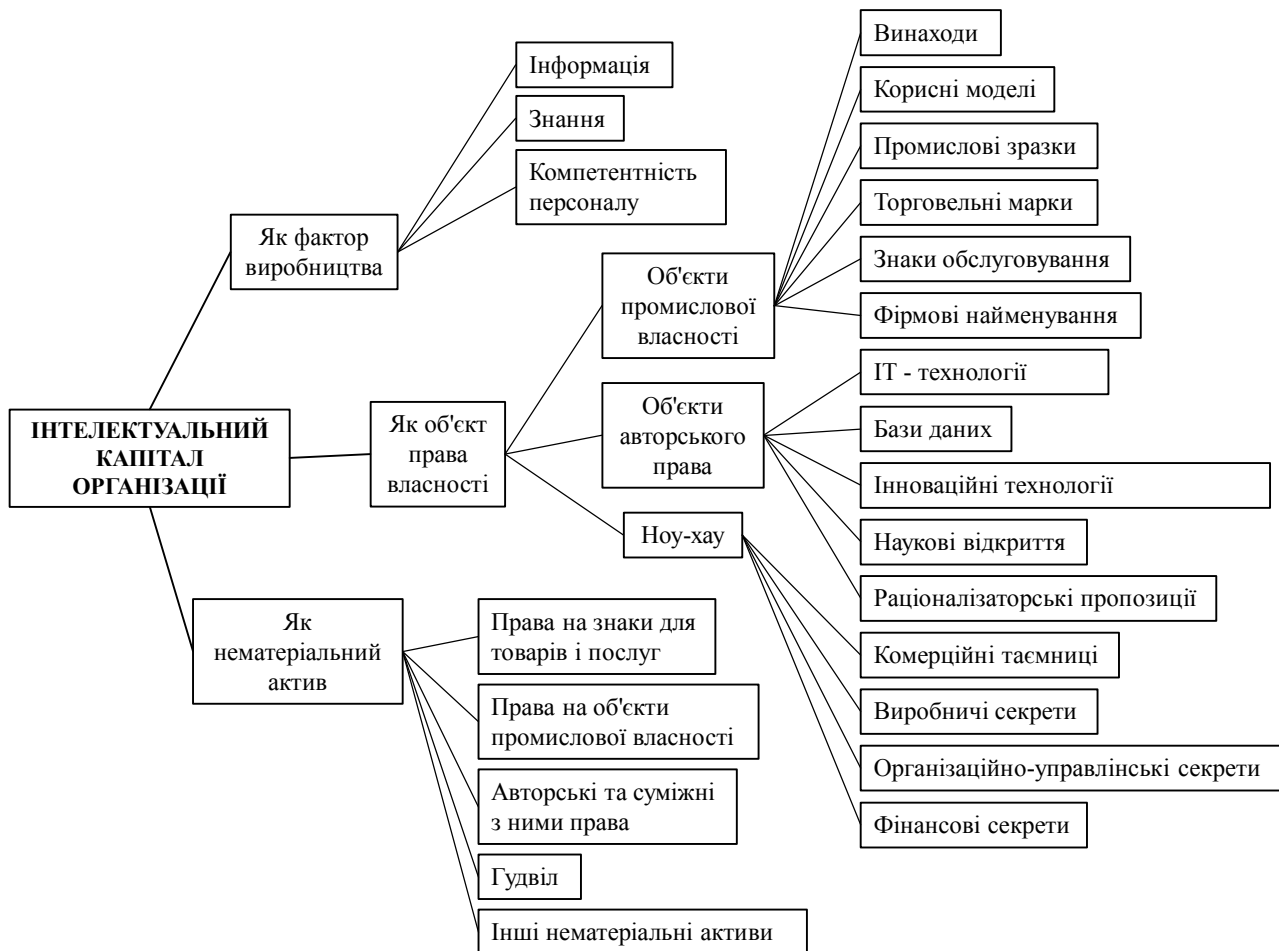 ІНТЕЛЕКТУАЛЬНИЙ
КАПІТАЛ
ОРГАНІЗАЦІЇ
Як фактор
виробництва
Інформація
Знання
Компетентність
персоналу
Як об'єкт
права
власності
Об'єкти
промислової
власності
Винаходи
Корисні моделі
Промислові зразки
Торговельні марки
Знаки обслуговування
Фірмові найменування
Об'єкти
авторського
права
ІТ - технології
Бази даних
Інноваційні технології
Наукові відкриття
Раціоналізаторські пропозиції
Ноу-хау
Комерційні таємниці
Виробничі секрети
Організаційно-управлінські секрети
Фінансові секрети
Як
нематеріальний
актив
Права на знаки для
товарів і послуг
Права на об'єкти
промислової власності
Авторські та суміжні
з ними права
Гудвіл
Інші нематеріальні активи